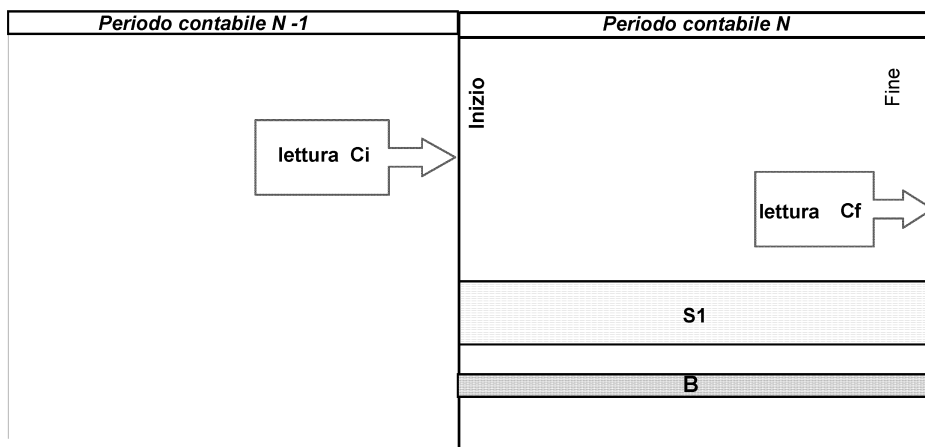 Periodo contabile N -1
Periodo contabile N
Inizio
Fine
lettura Ci
lettura Cf
S1
B